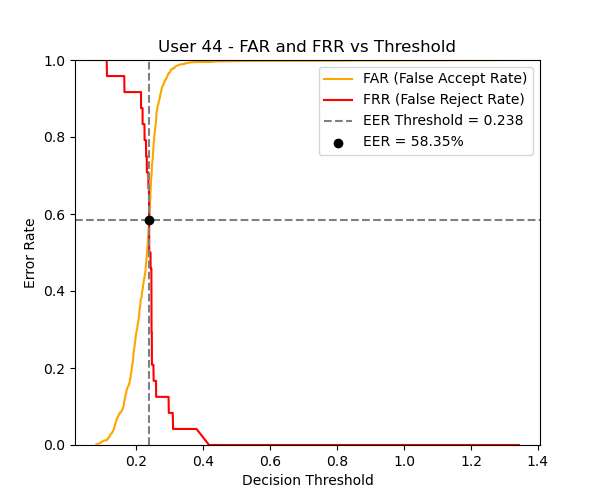 User 44 - FAR and FRR vs Threshold
FAR (False Accept Rate)
FRR (False Reject Rate)
EER Threshold = 0.238
EER = 58.35%
Error Rate
1.0
0.8
0.6
0.4
0.2
0.0
0.2 0.4 0.6 0.8 1.0 1.2 1.4
Decision Threshold